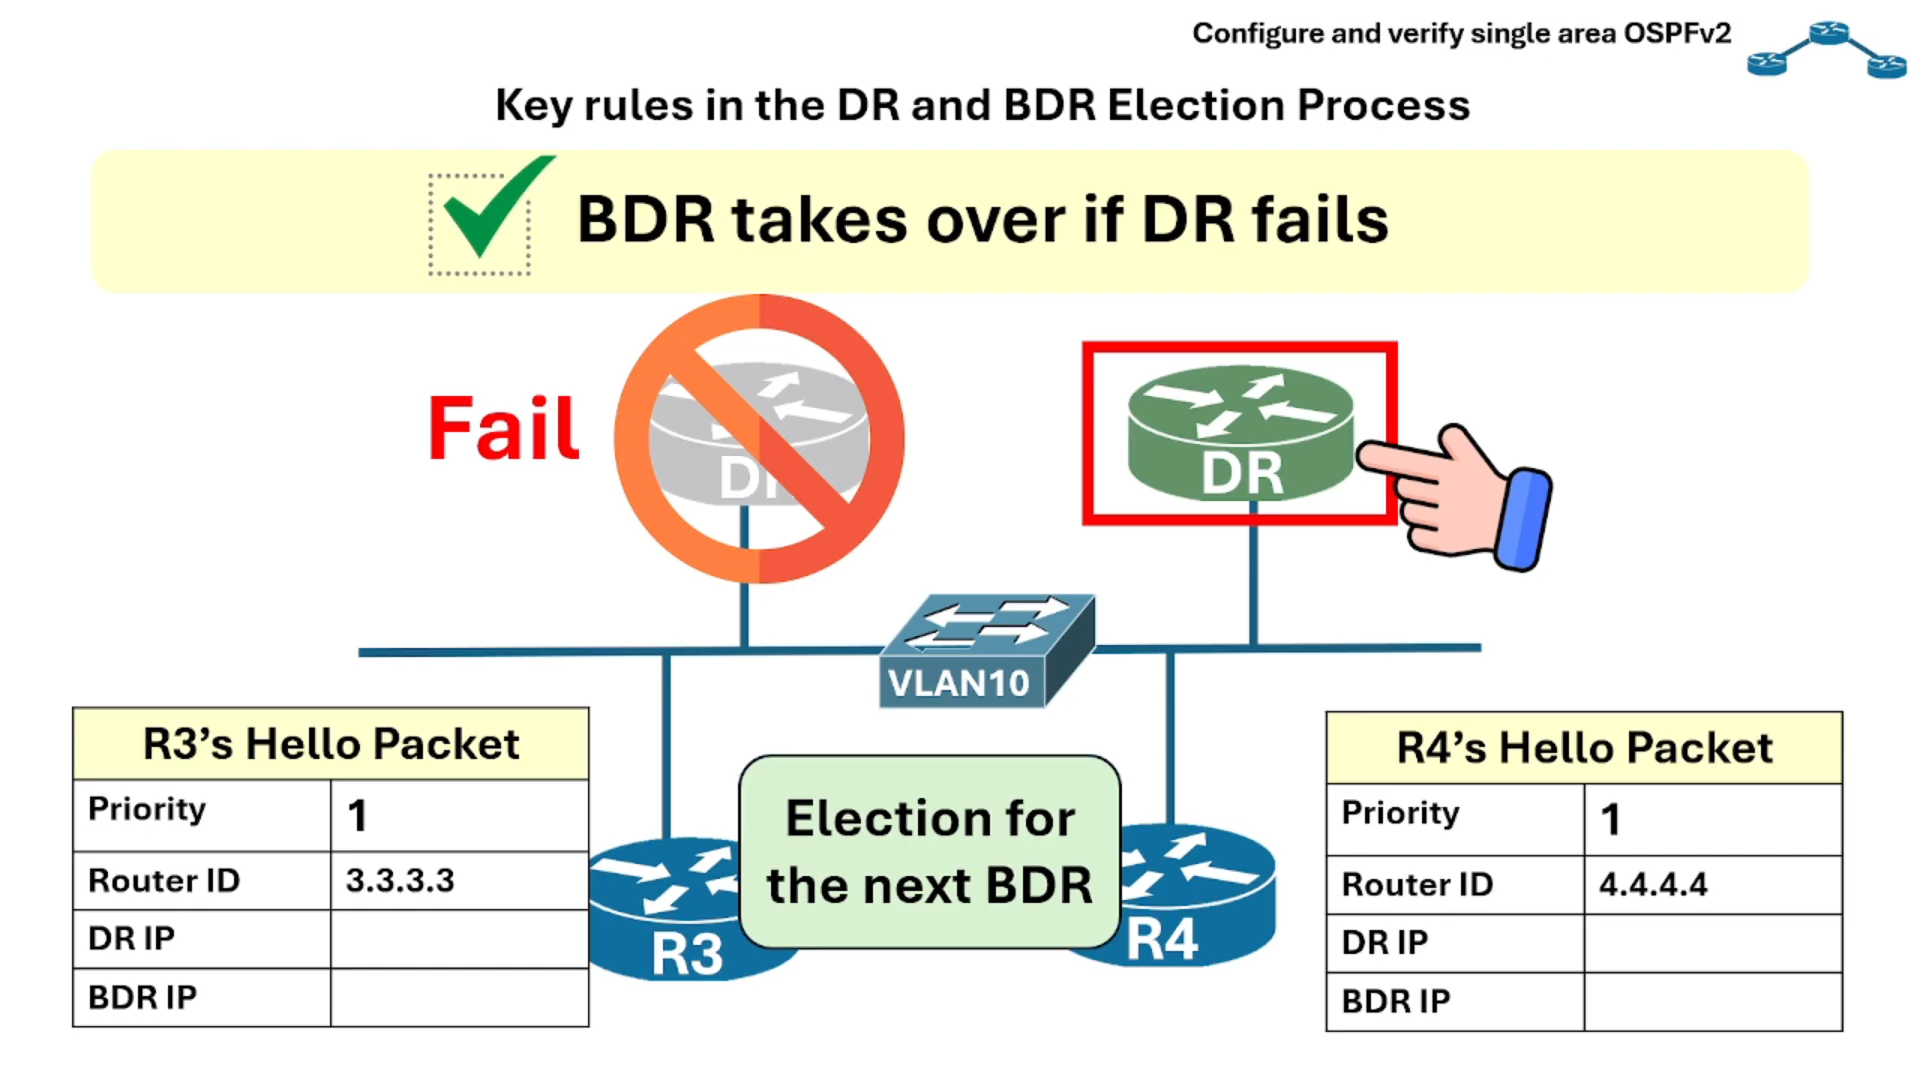 Configure and verify single area OSPFv2
Key rules in the DR and BDR Election Process
BDR takes over if DR fails
Fail
DR
VLAN10
R3's Hello Packet
Priority 1
Router ID 3.3.3.3
DR IP
BDR IP
R3
Election for
the next BDR
R4
R4's Hello Packet
Priority 1
Router ID 4.4.4.4
DR IP
BDR IP